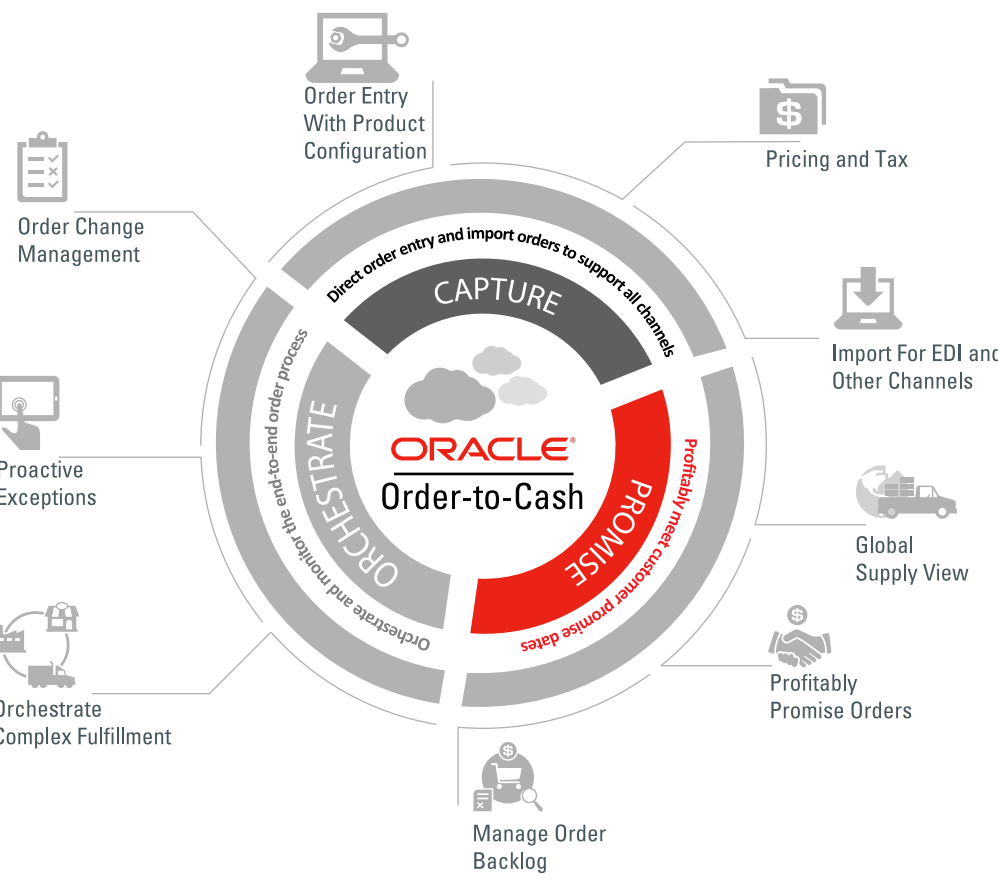 Order Entry
With Product
Configuration
$
Pricing and Tax
Order Change
Management
Direct order entry and import orders to support all channels
CAPTURE
Import For EDI and
Other Channels
ORACLE®
Order-to-Cash
Orchestrate and monitor the end-to-end order process
ORCHESTRATE
PROMISE
Profitably meet customer promise dates
Proactive
Exceptions
Global
Supply View
$
Profitably
Promise Orders
Orchestrate
Complex Fulfillment
$
Manage Order
Backlog